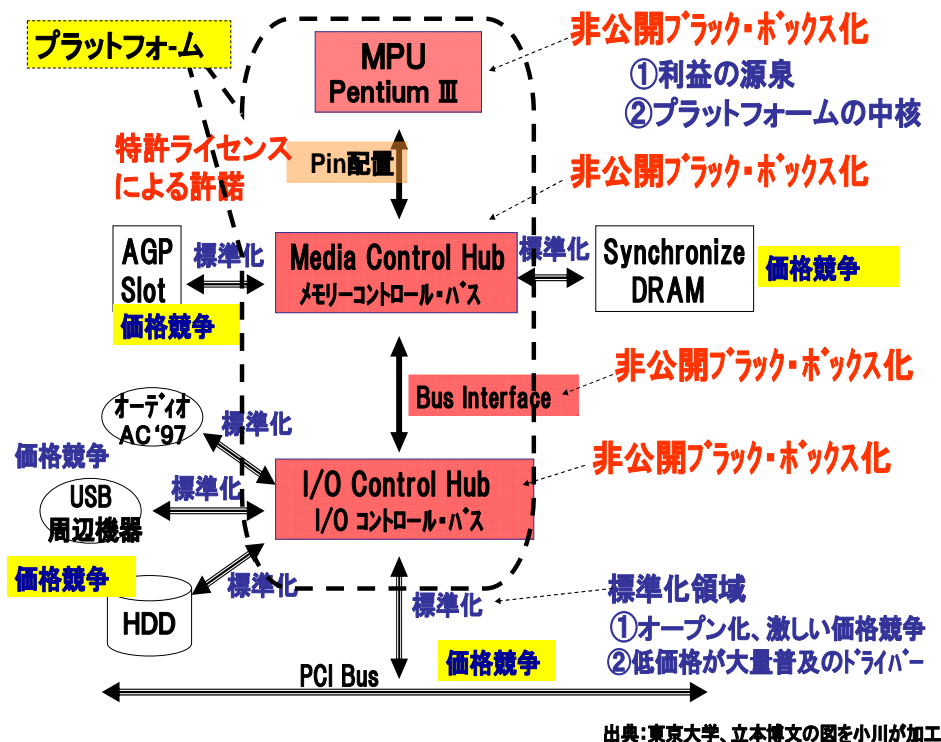 プラットフォーム
MPU
Pentium Ⅲ
非公開ブラック・ボックス化
①利益の源泉
②プラットフォームの中核
特許ライセンス
による許諾
Pin配置
非公開ブラック・ボックス化
AGP
Slot
標準化
Media Control Hub
メモリーコントロール・バス
標準化
Synchronize
DRAM
価格競争
価格競争
Bus Interface
非公開ブラック・ボックス化
オーディオ
AC‘97
標準化
価格競争
非公開ブラック・ボックス化
USB
周辺機器
標準化
I/O Control Hub
I/O コントロール・バス
価格競争
標準化
HDD
標準化
標準化領域
①オープン化、激しい価格競争
②低価格が大量普及のドライバー
価格競争
PCI Bus
出典：東京大学、立本博文の図を小川が加工